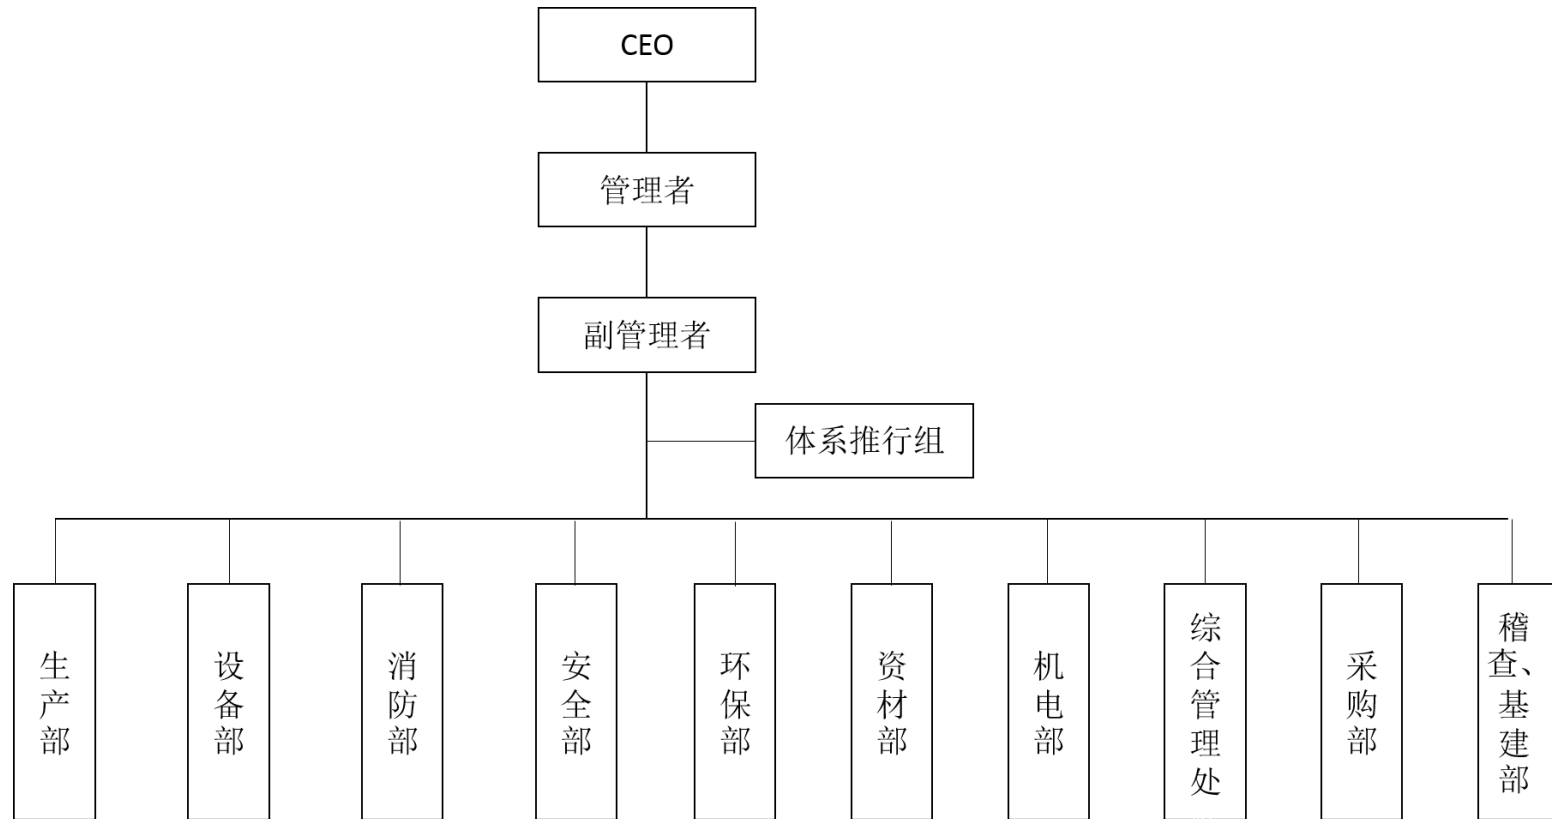 CEO
管理者
副管理者
体系推行组
生产部
设备部
消防部
安全部
环保部
资材部
机电部
综合管理处
采购部
稽查、基建部